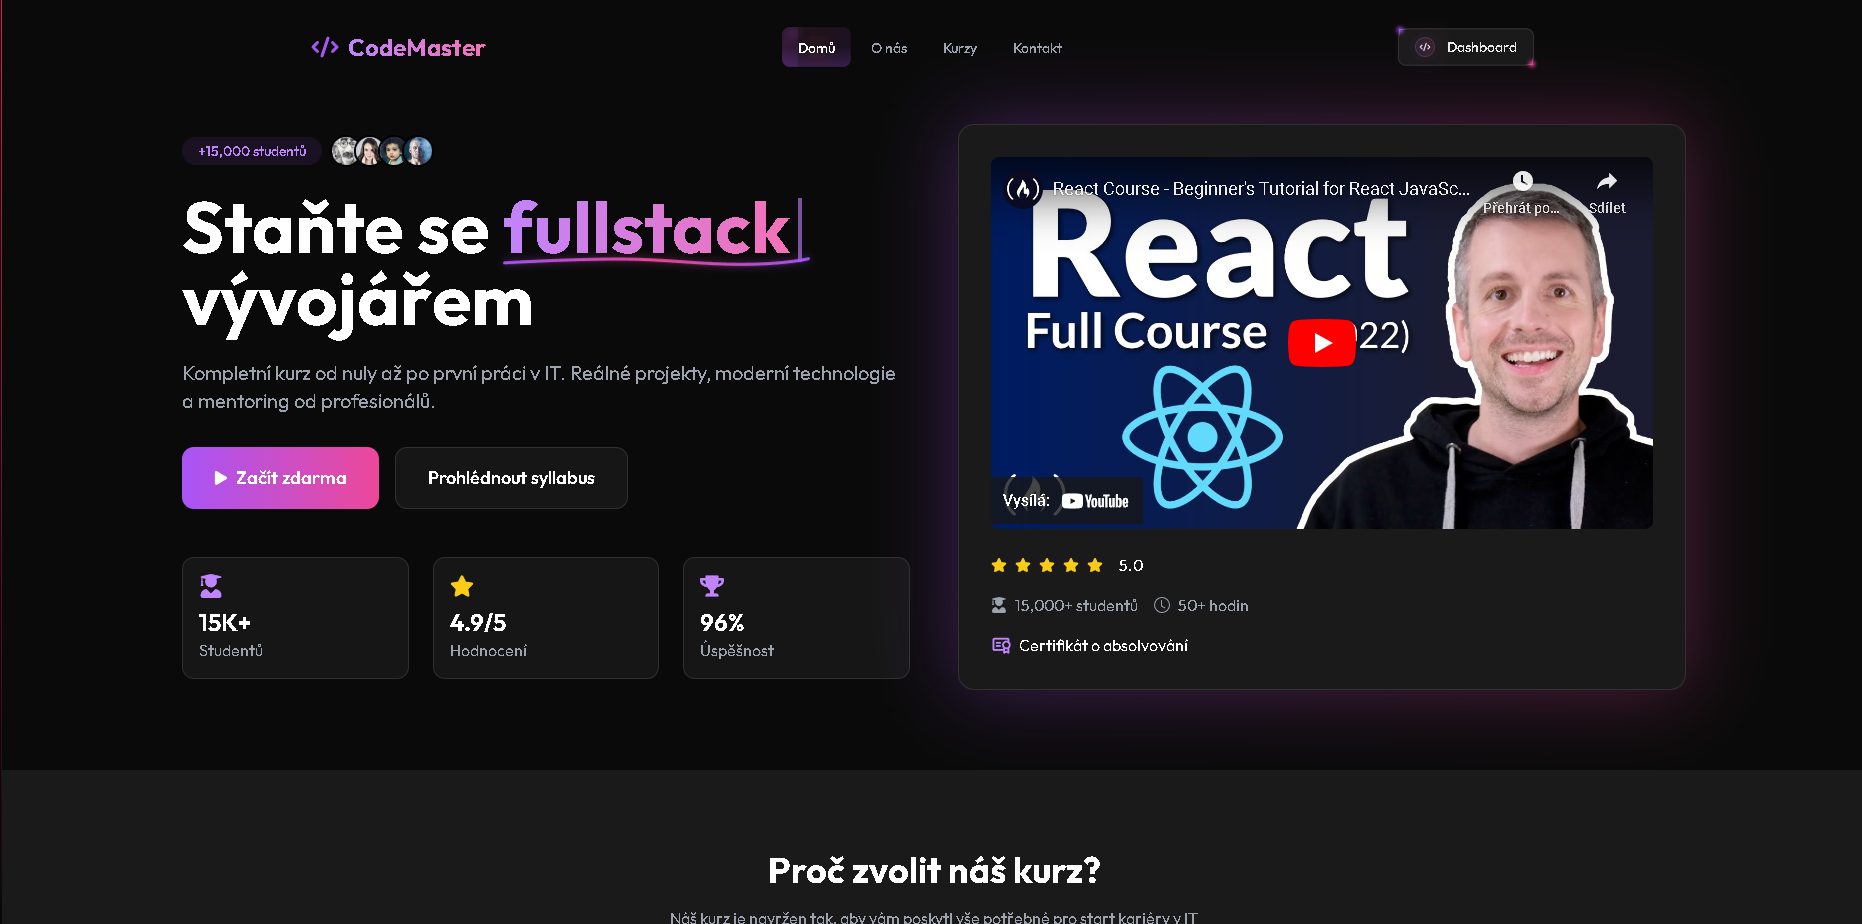 CodeMaster
Domů
O nás
Kurzy
Kontakt
Dashboard
+15,000 studentů
Staňte se fullstack
vývojářem
Kompletní kurz od nuly až po první práci v IT. Reálné projekty, moderní technologie
a mentoring od profesionálů.
Začít zdarma
Prohlédnout syllabus
15K+
Studentů
4.9/5
Hodnocení
96%
Úspěšnost
React Course - Beginner's Tutorial for React JavaSc...
Přehrát po...
Sdílet
React
Full Course 22)
Vysílá: YouTube
5.0
15,000+ studentů 50+ hodin
Certifikát o absolvování
Proč zvolit náš kurz?
Náš kurz je navržen tak, aby vám poskytl vše potřebné pro start kariéry v IT